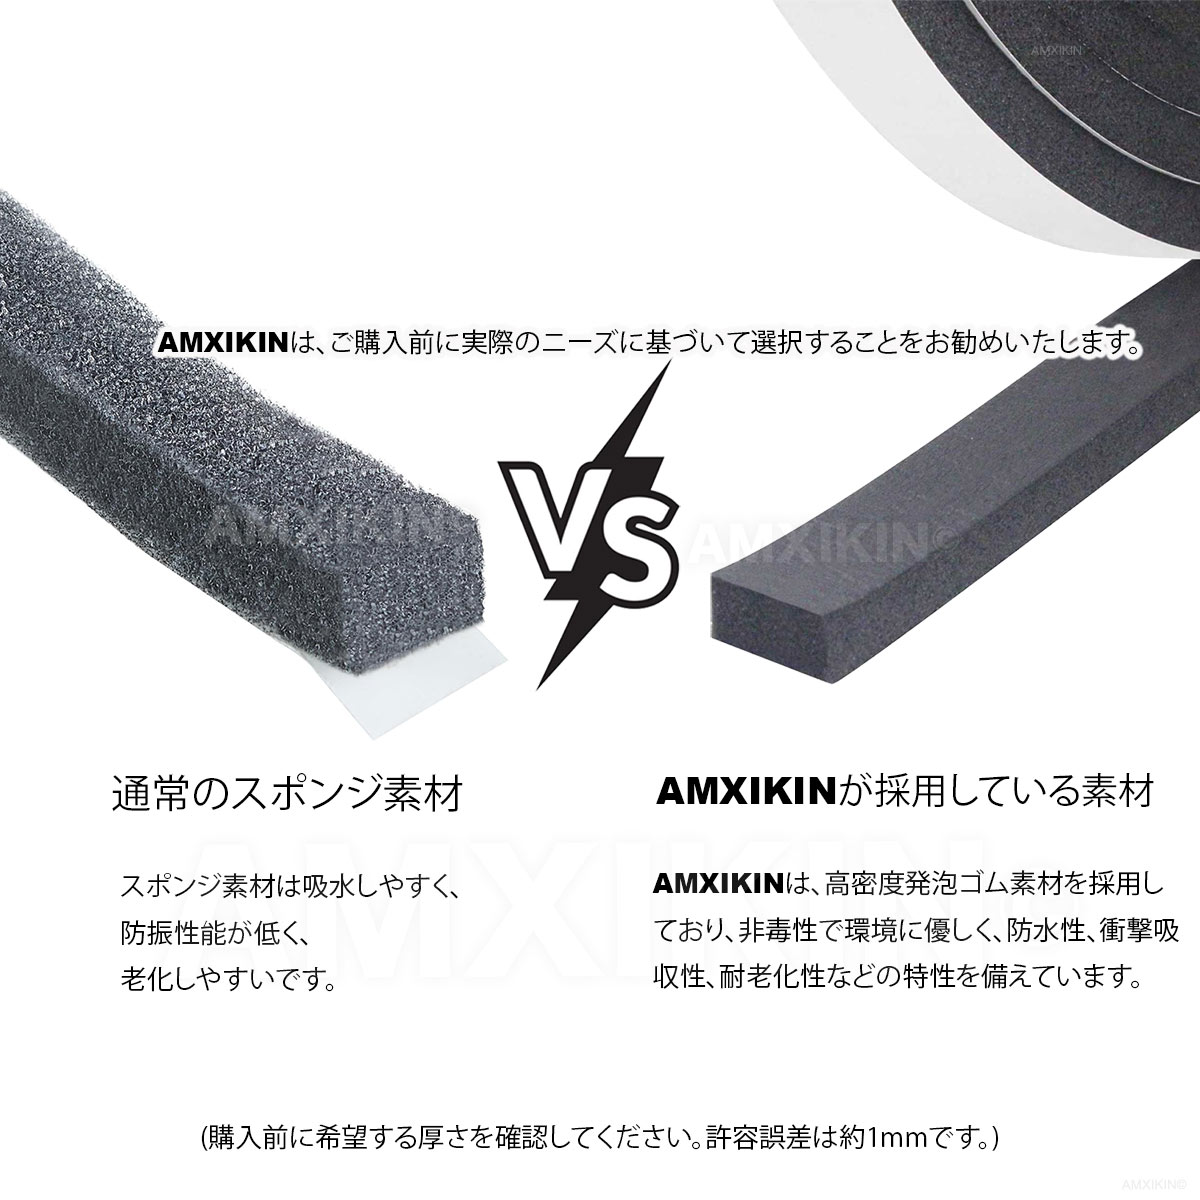 AMXIKIN
AMXIKINは、ご購入前に実際のニーズに基づいて選択することをお勧めいたします。
VS
AMXIKIN©
AMXIKIN©
通常のスポンジ素材
AMXIKINが採用している素材
AMXIKIN©
スポンジ素材は吸水しやすく、
防振性能が低く、
老化しやすいです。
AMXIKINは、高密度発泡ゴム素材を採用し
ており、非毒性で環境に優しく、防水性、衝撃吸
収性、耐老化性などの特性を備えています。
(購入前に希望する厚さを確認してください。許容誤差は約1mmです。)
AMXIKIN©